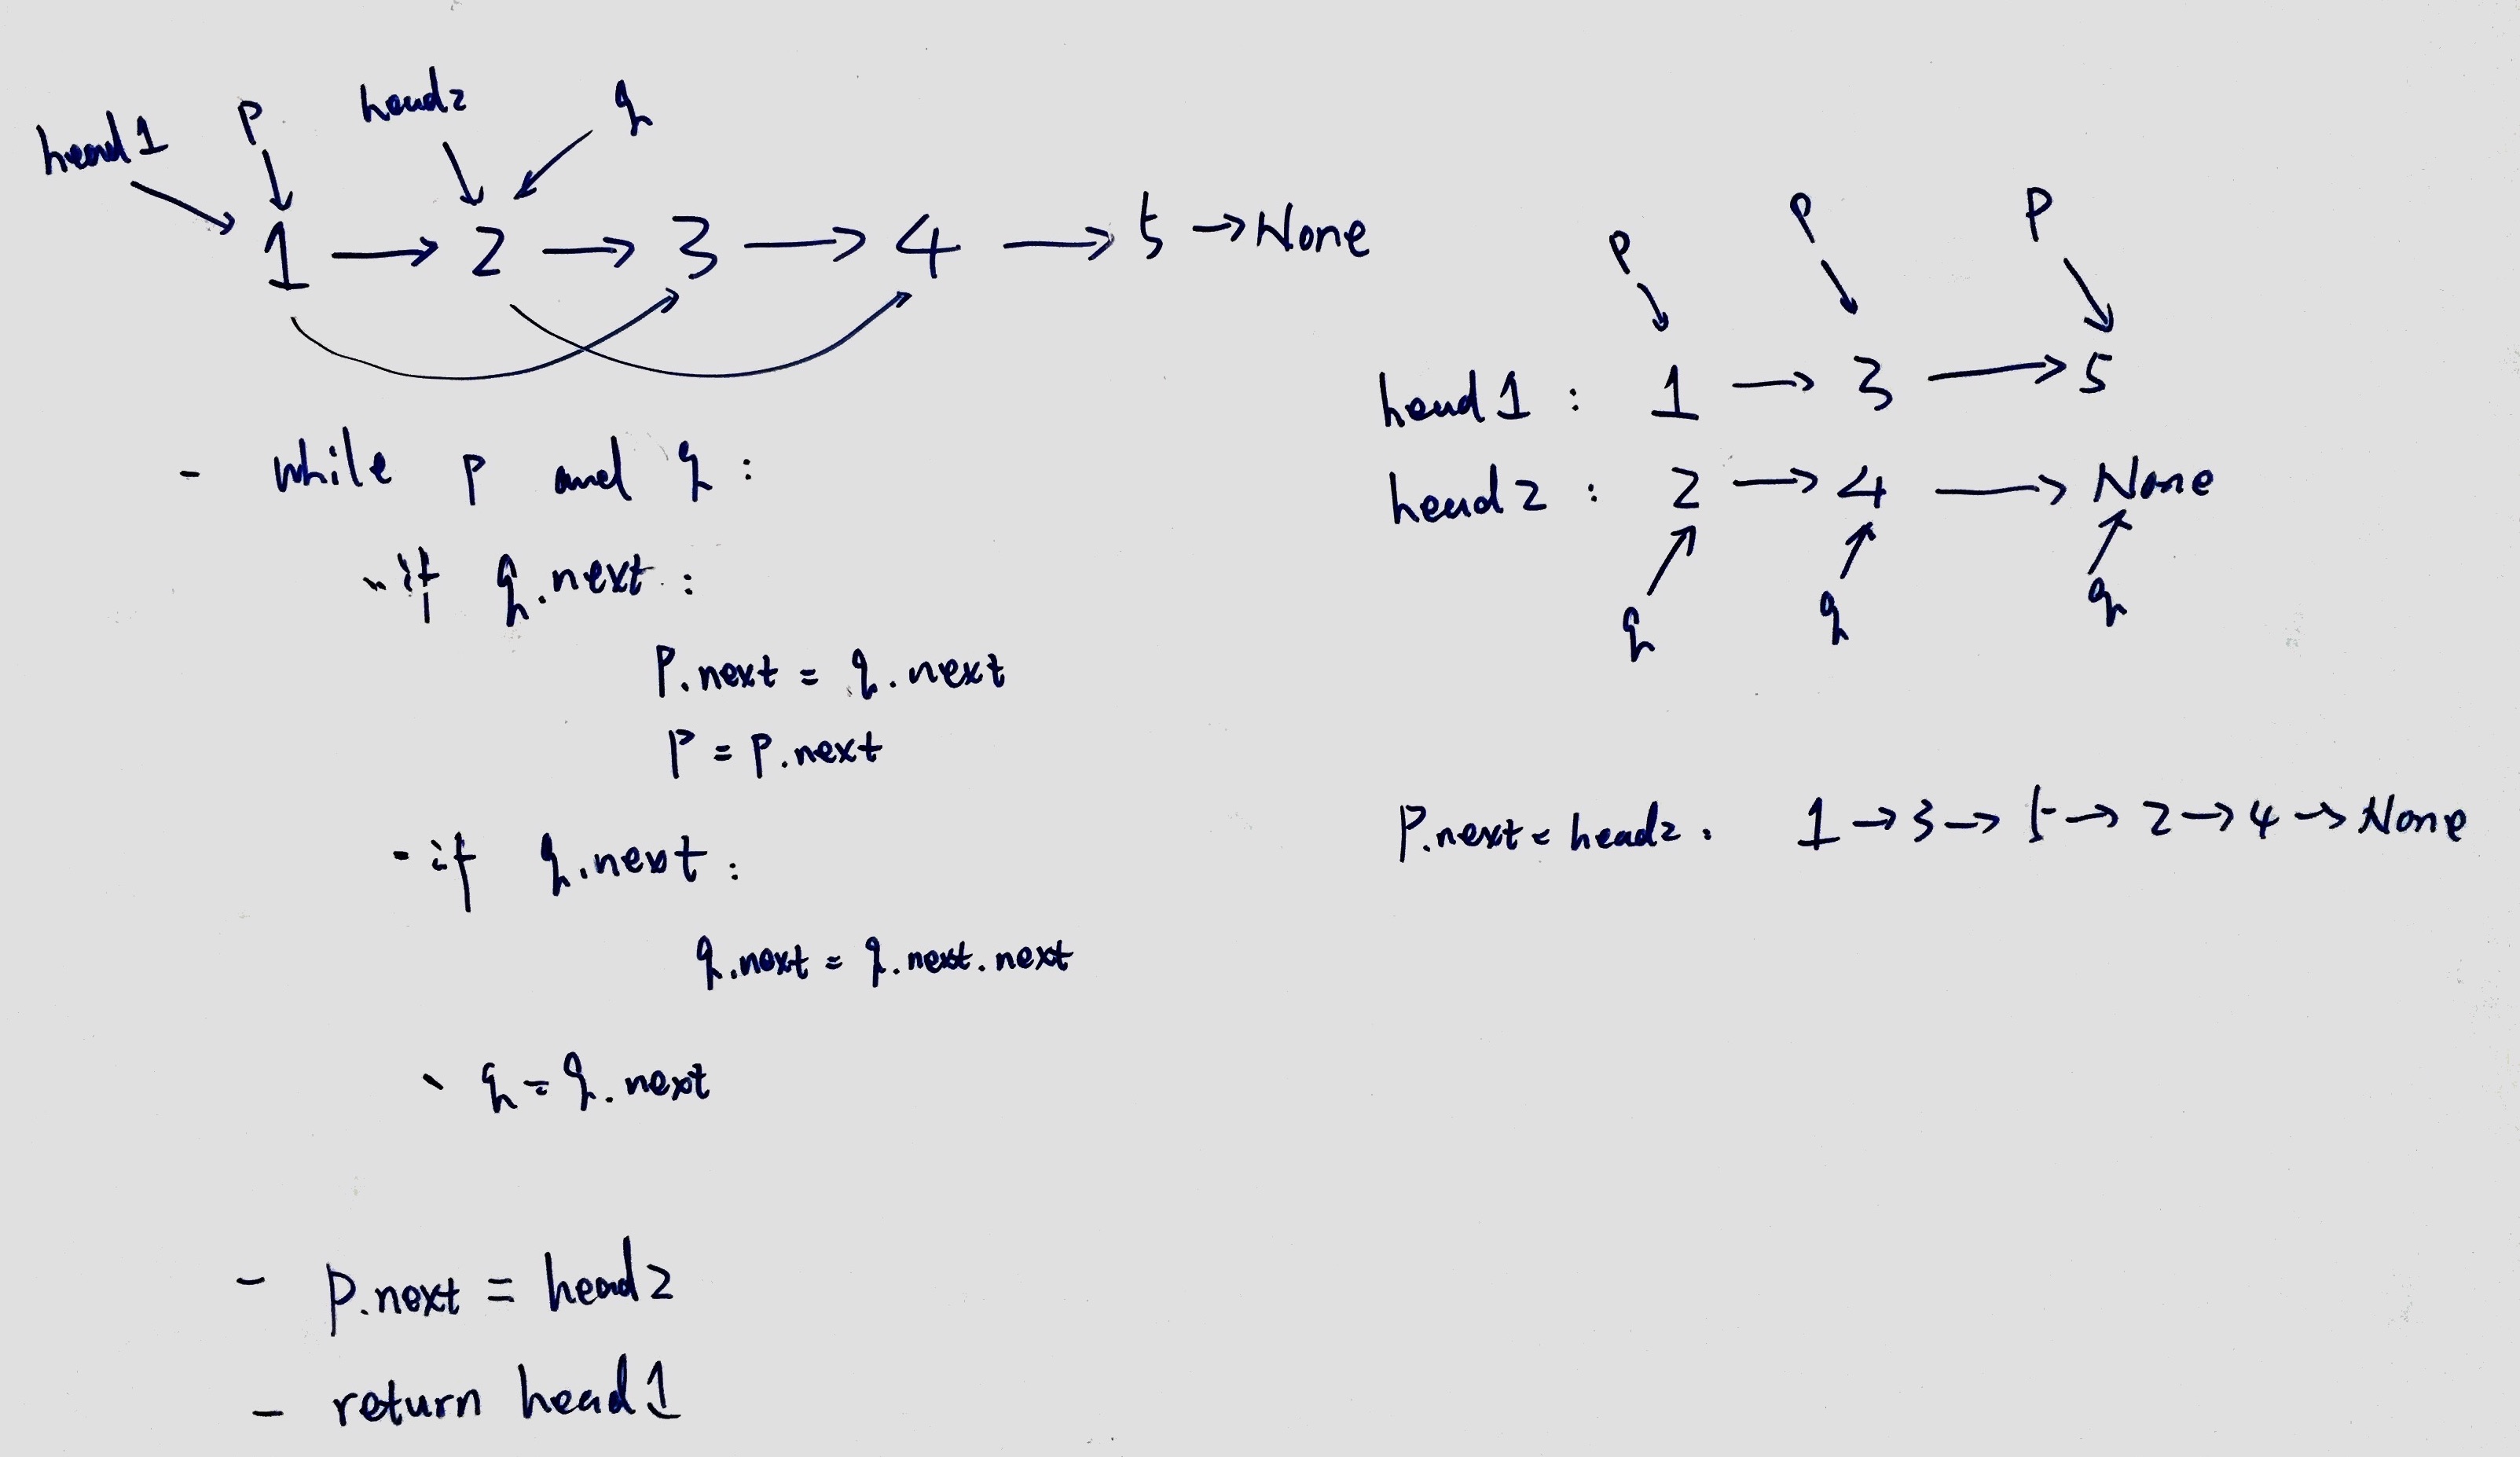 head1 P head2 q
1 → 2 → 3 → 4 → 5 → None
- while p and q :
- if q.next :
P.next = q.next
P = P.next
- if q.next :
q.next = q.next.next
- q = q.next
- P.next = head2
- return head1
P P P
head1 : 1 → 3 → 5
head2 : 2 → 4 → None
q q q
P.next = head2 : 1 → 3 → 5 → 2 → 4 → None